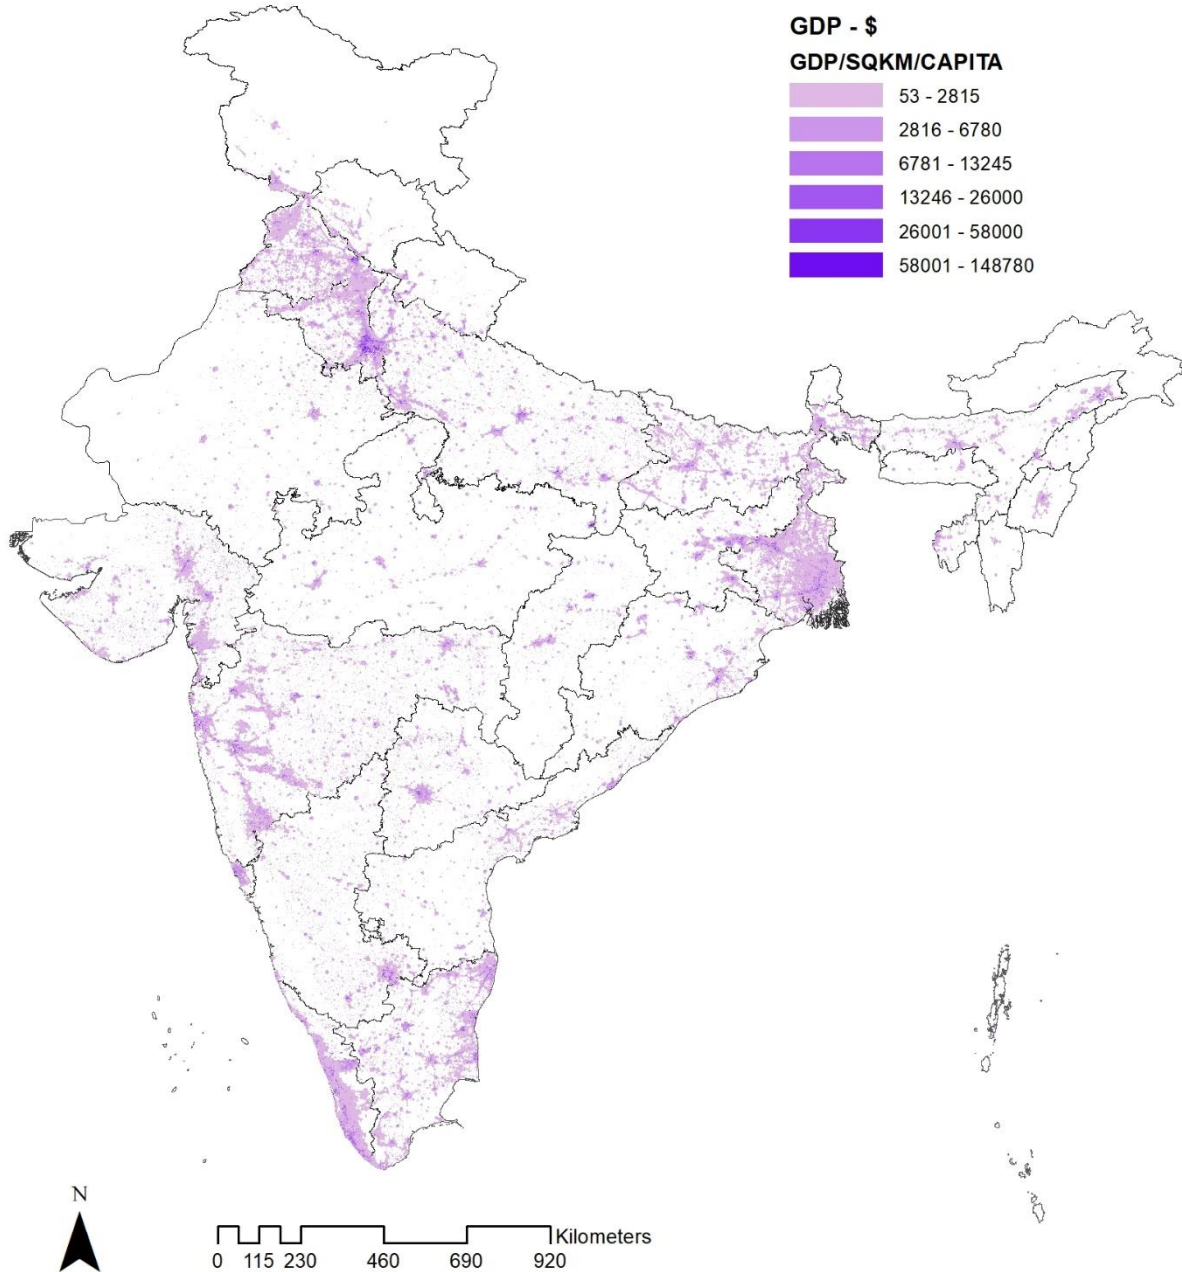 GDP - $
GDP/SQKM/CAPITA
53 - 2815
2816 - 6780
6781 - 13245
13246 - 26000
26001 - 58000
58001 - 148780
N
Kilometers
0 115 230 460 690 920